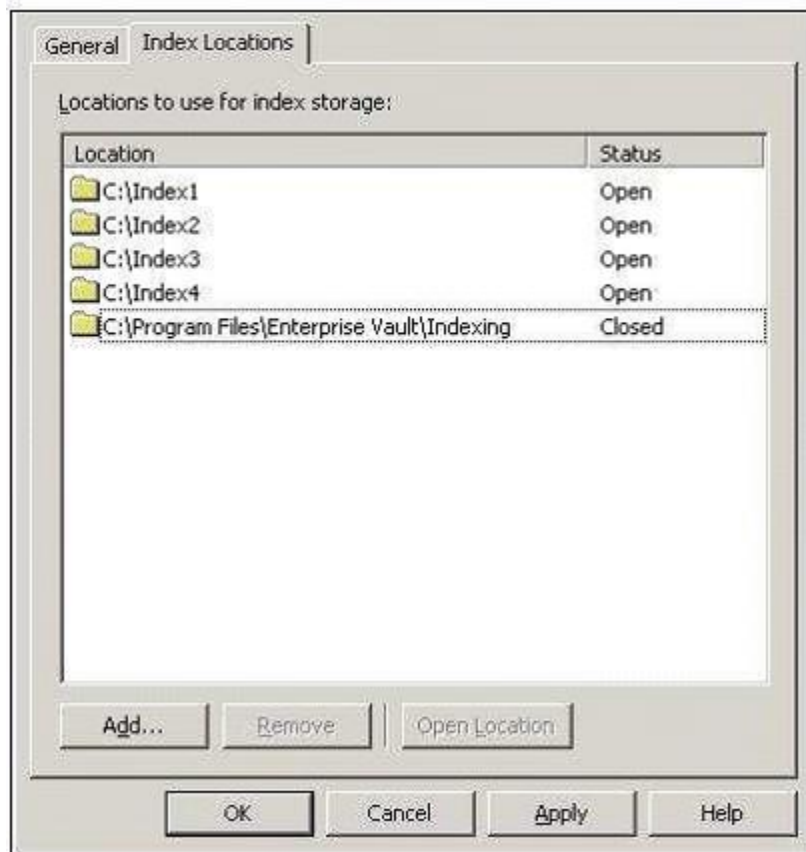 General Index Locations
Locations to use for index storage:
Location Status
C:\Index1 Open
C:\Index2 Open
C:\Index3 Open
C:\Index4 Open
C:\Program Files\Enterprise Vault\Indexing Closed
Add... Remove Open Location
OK Cancel Apply Help